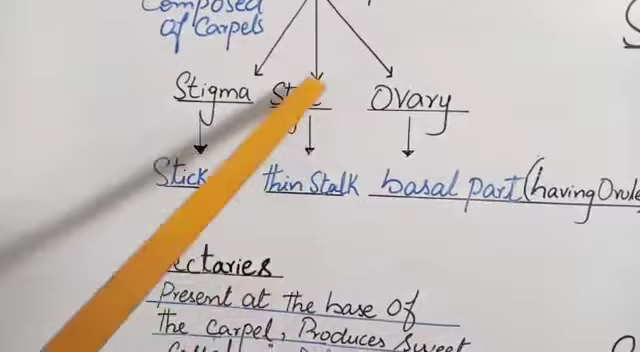 Composed
of Carpels
Stigma Ovary
Stick thin Stalk basal part (having Ovule
Present at the base of
the carpel, Produces Sweet